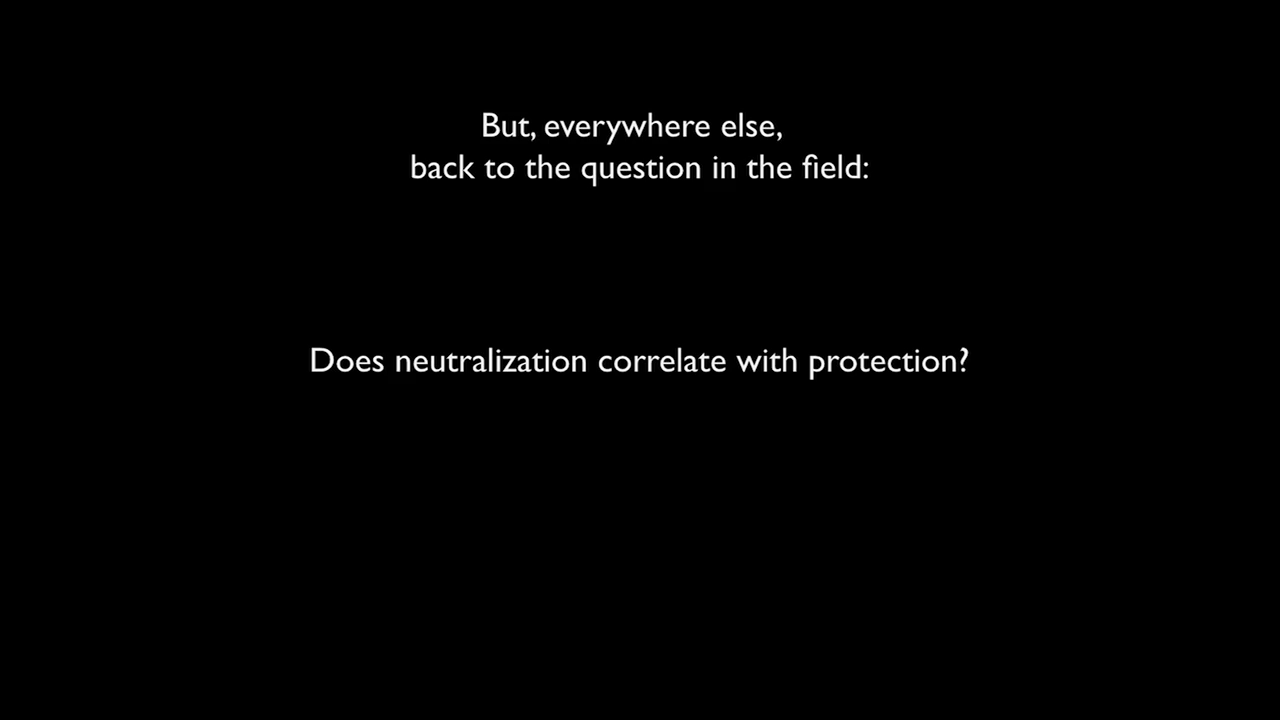 But, everywhere else,
back to the question in the field:
Does neutralization correlate with protection?